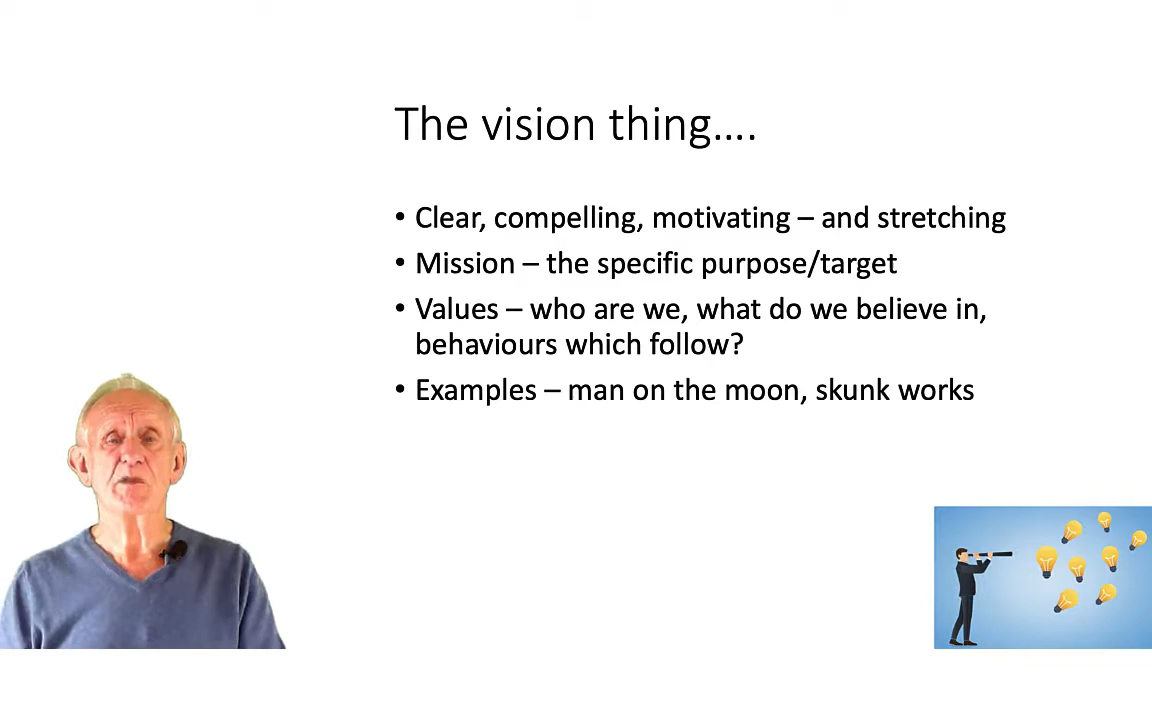 The vision thing....
• Clear, compelling, motivating – and stretching
• Mission – the specific purpose/target
• Values – who are we, what do we believe in,
behaviours which follow?
• Examples – man on the moon, skunk works